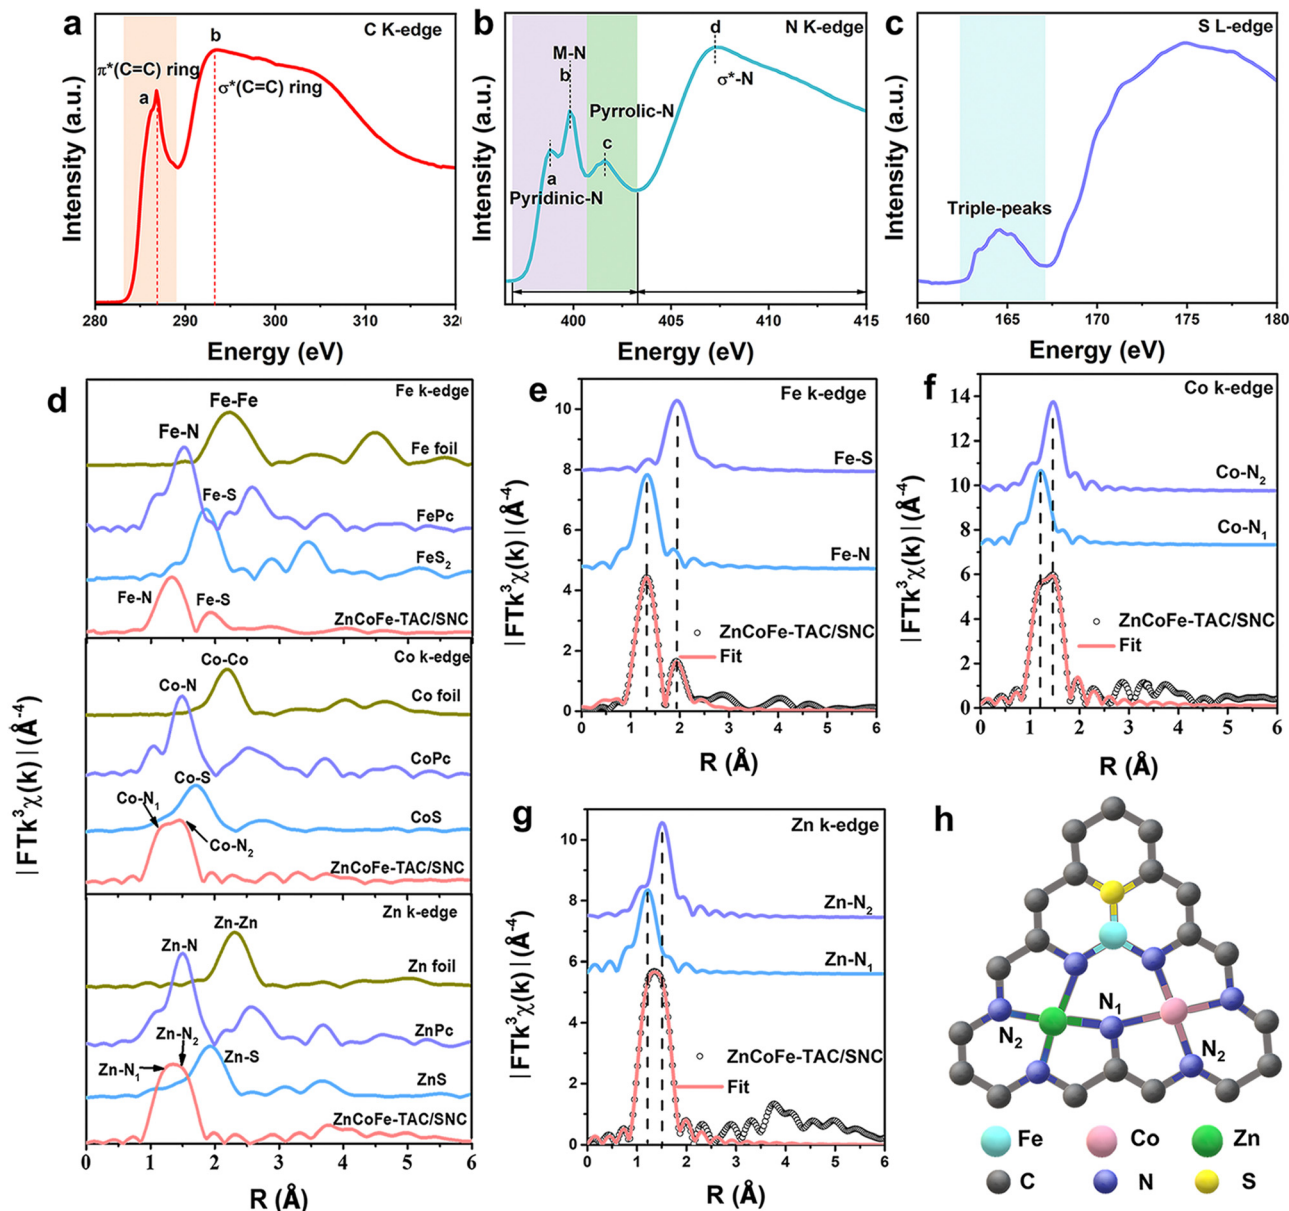 a
C K-edge
π*(C=C) ring
a
b
σ*(C=C) ring
Intensity (a.u.)
280 290 300 310 32
Energy (eV)
b
N K-edge
d
M-N
b
σ*-N
Pyrrolic-N
c
a
Pyridinic-N
Intensity (a.u.)
400 405 410 415
Energy (eV)
c
S L-edge
Triple-peaks
Intensity (a.u.)
160 165 170 175 180
Energy (eV)
d
Fe k-edge
Fe-Fe
Fe foil
Fe-N
FePc
Fe-S
FeS2
Fe-N
Fe-S
ZnCoFe-TAC/SNC
Co k-edge
Co-Co
Co foil
Co-N
CoPc
Co-S
Co-N1
CoS
Co-N2
ZnCoFe-TAC/SNC
Zn k-edge
Zn-Zn
Zn foil
Zn-N
ZnPc
Zn-N2
Zn-N1
Zn-S
ZnS
ZnCoFe-TAC/SNC
|FTk3χ(k)|(Å-4)
0 1 2 3 4 5 6
R (Å)
e
Fe k-edge
Fe-S
Fe-N
ZnCoFe-TAC/SNC
Fit
10
8
6
4
2
0
|FTk3χ(k)|(Å-4)
0 1 2 3 4 5 6
R (Å)
f
Co k-edge
Co-N2
Co-N1
ZnCoFe-TAC/SNC
Fit
14
12
10
8
6
4
2
0
|FTk3χ(k)|(Å-4)
0 1 2 3 4 5 6
R (Å)
g
Zn k-edge
Zn-N2
Zn-N1
ZnCoFe-TAC/SNC
Fit
10
8
6
4
2
0
|FTk3χ(k)|(Å-4)
0 1 2 3 4 5 6
R (Å)
h
N1
N2
N2
Fe Co Zn
C N S